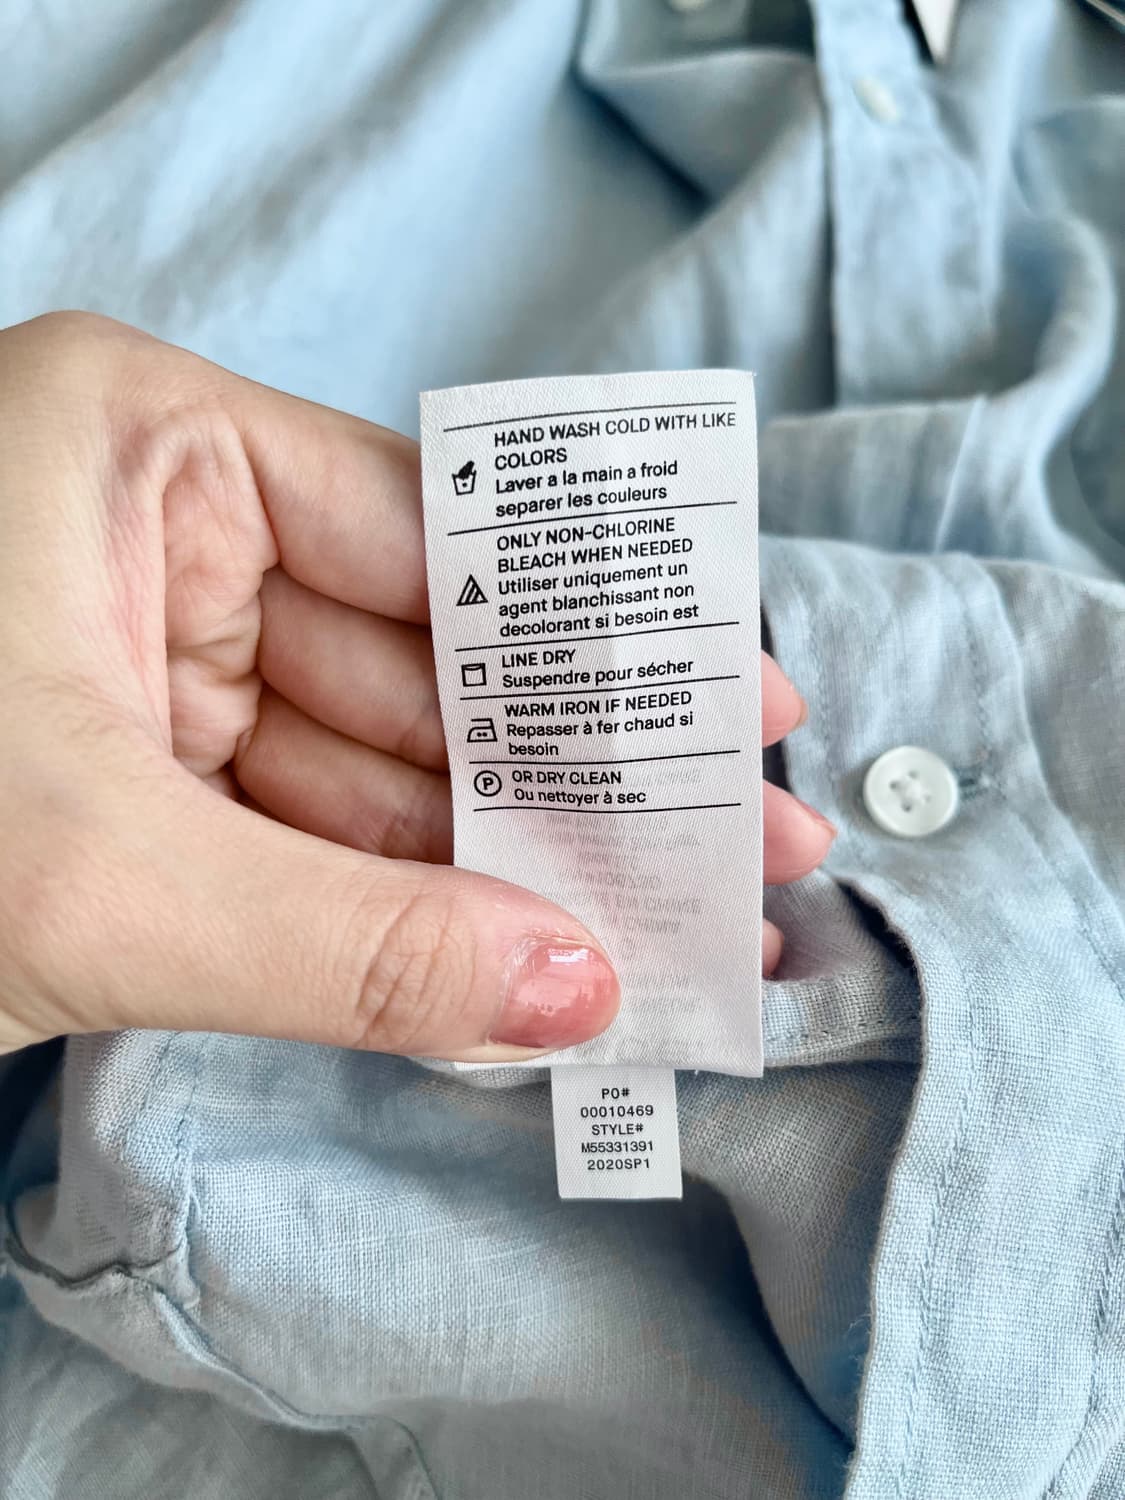 HAND WASH COLD WITH LIKE
COLORS
Laver a la main a froid
separer les couleurs
ONLY NON-CHLORINE
BLEACH WHEN NEEDED
Utiliser uniquement un
agent blanchissant non
decolorant si besoin est
LINE DRY
Suspendre pour sécher
WARM IRON IF NEEDED
Repasser à fer chaud si
besoin
P
OR DRY CLEAN
Ou nettoyer à sec
PO#
00010469
STYLE#
M55331391
2020SP1